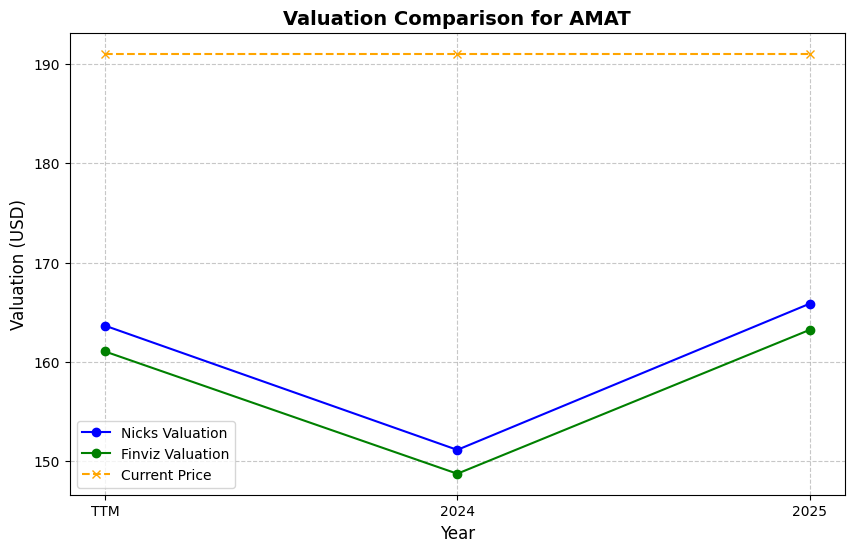 Valuation Comparison for AMAT
Valuation (USD)
190
180
170
160
150
Nicks Valuation
Finviz Valuation
Current Price
TTM
2024
2025
Year